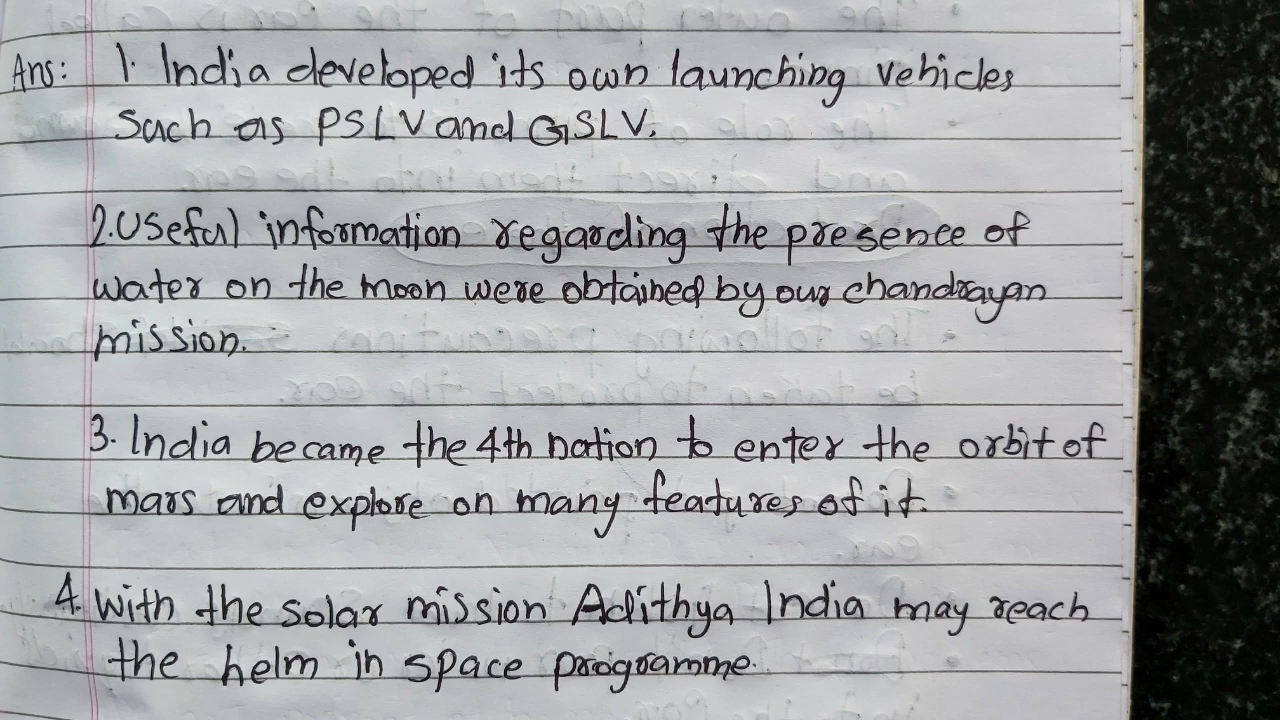 Ans: 1. India developed its own launching vehicles
Such as PSLV and GSLV.
2. Useful information regarding the presence of
water on the moon were obtained by our chandrayan
mission.
3. India became the 4th nation to enter the orbit of
mars and explore on many features of it.
4. With the solar mission Adithya India may reach
the helm in space programme.